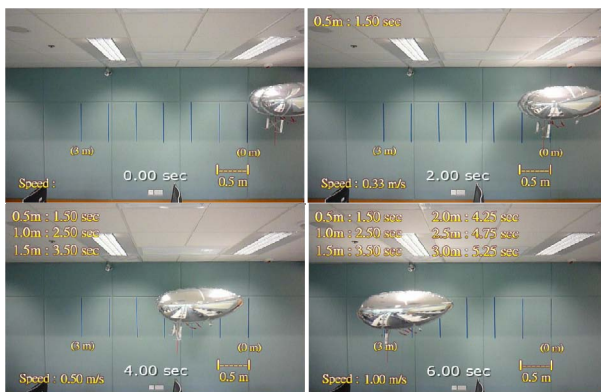 (3 m)
(0 m)
Speed :
0.00 sec
0.5 m
0.5m : 1.50 sec
(3 m)
(0 m)
Speed : 0.33 m/s
2.00 sec
0.5 m
0.5m : 1.50 sec
1.0m : 2.50 sec
1.5m : 3.50 sec
(3 m)
(0 m)
Speed : 0.50 m/s
4.00 sec
0.5 m
0.5m : 1.50 sec 2.0m : 4.25 sec
1.0m : 2.50 sec 2.5m : 4.75 sec
1.5m : 3.50 sec 3.0m : 5.25 sec
(3 m)
(0 m)
Speed : 1.00 m/s
6.00 sec
0.5 m